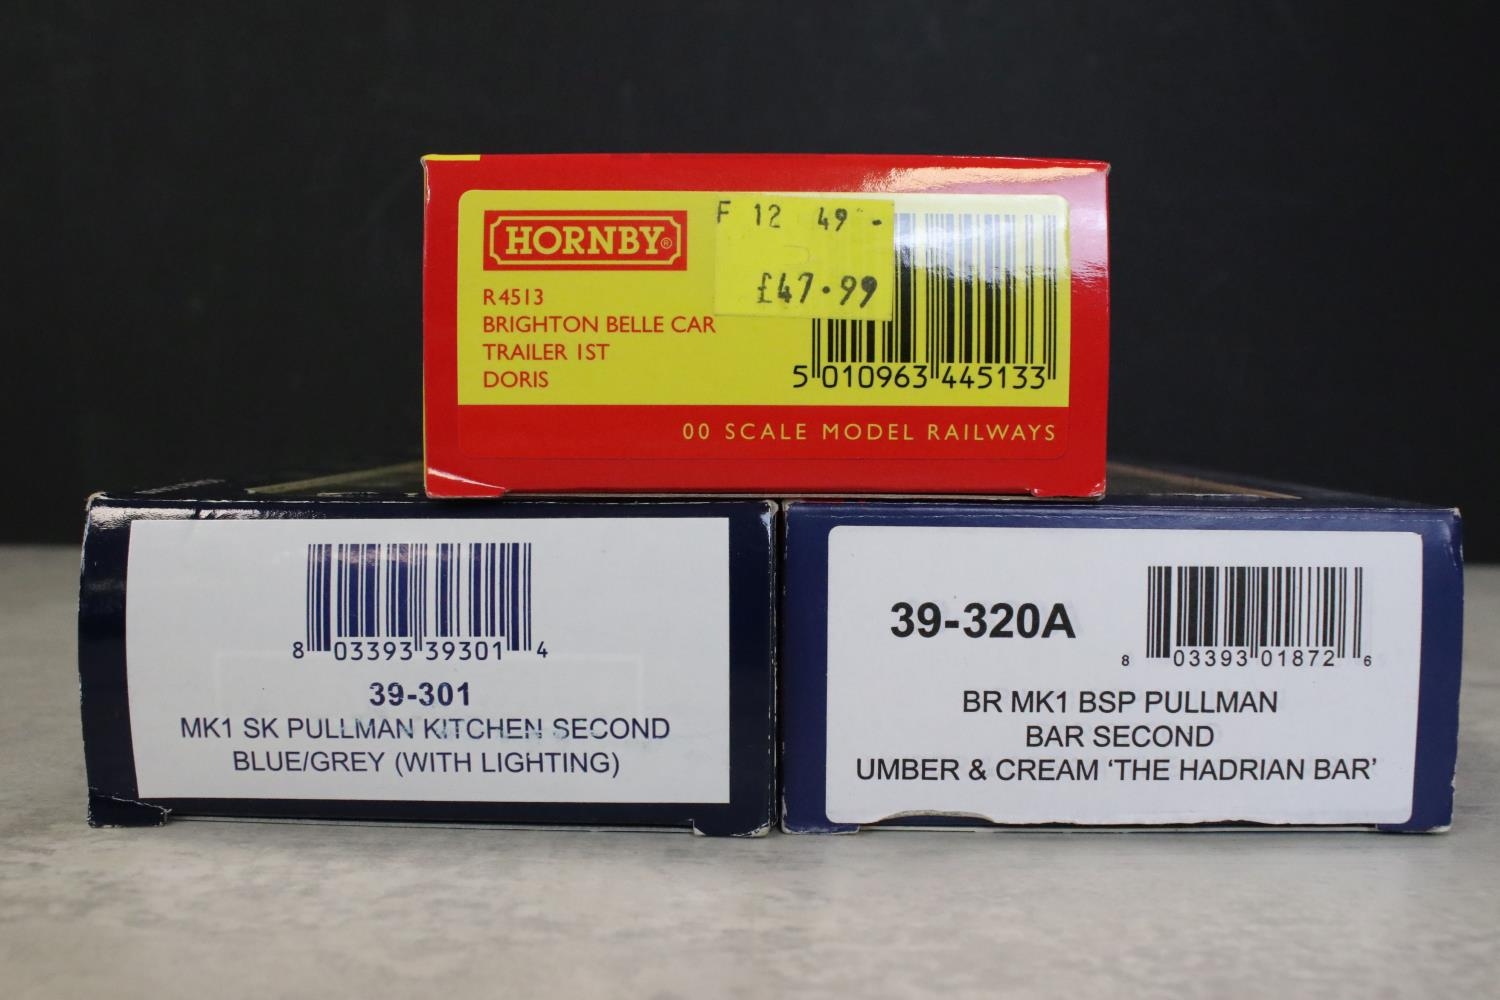 HORNBY®
F 12 49 -
£47.99
R4513
BRIGHTON BELLE CAR
TRAILER 1ST
DORIS
5 010963 445133
00 SCALE MODEL RAILWAYS
8 03393 39301 4
39-301
MK1 SK PULLMAN KITCHEN SECOND
BLUE/GREY (WITH LIGHTING)
39-320A
8 03393 01872 6
BR MK1 BSP PULLMAN
BAR SECOND
UMBER & CREAM 'THE HADRIAN BAR'